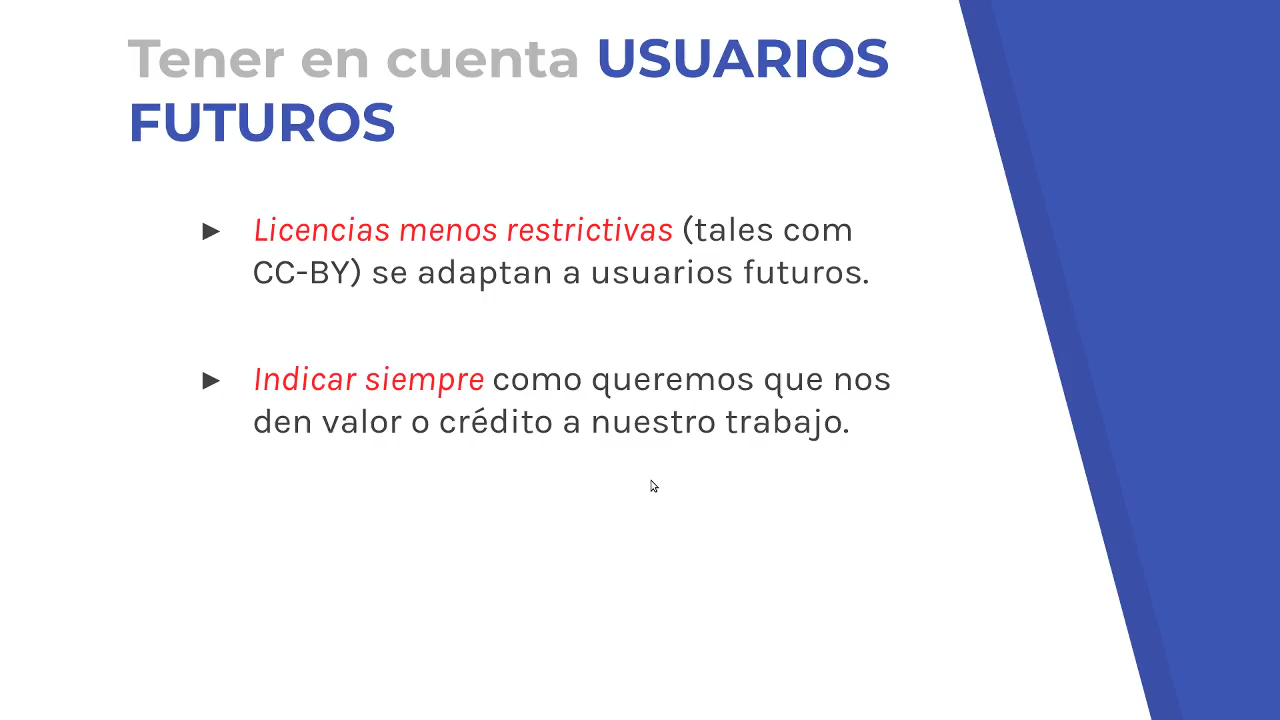 Tener en cuenta USUARIOS
FUTUROS
► Licencias menos restrictivas (tales com
CC-BY) se adaptan a usuarios futuros.
► Indicar siempre como queremos que nos
den valor o crédito a nuestro trabajo.